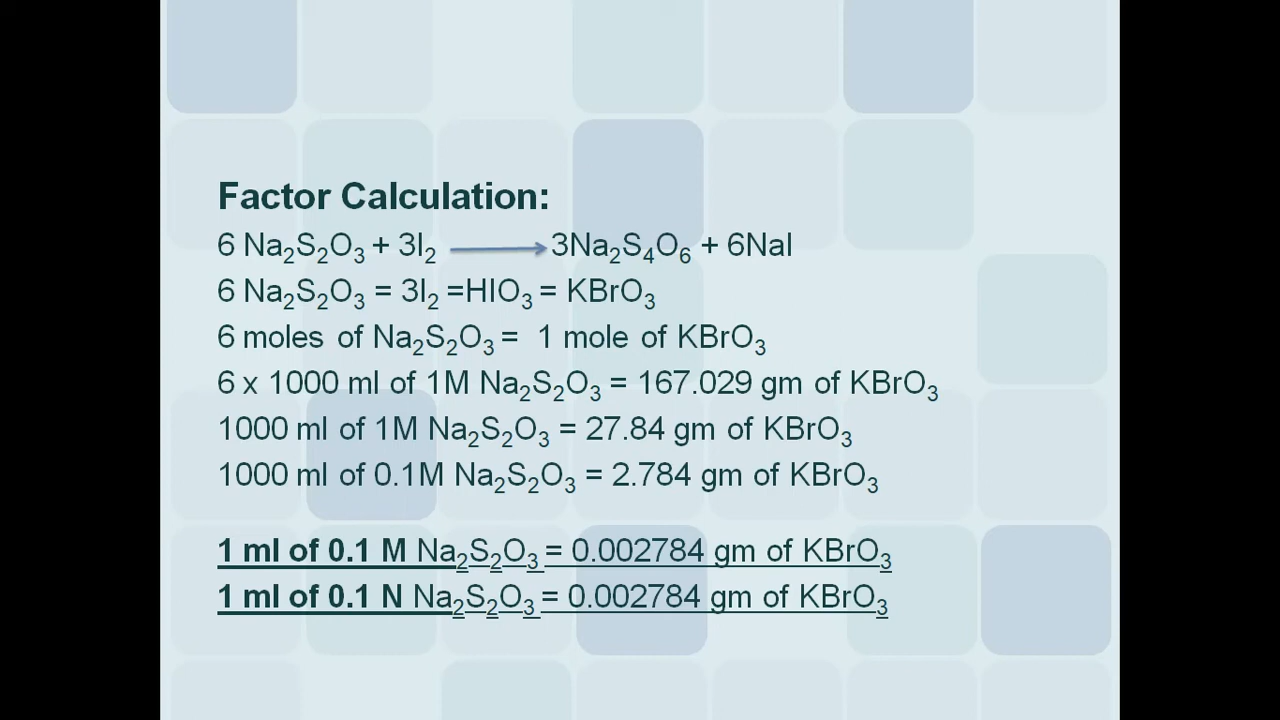 Factor Calculation:
6 Na₂S₂O₃ + 3I₂ ⟶ 3Na₂S₄O₆ + 6NaI
6 Na₂S₂O₃ = 3I₂ =HIO₃ = KBrO₃
6 moles of Na₂S₂O₃ = 1 mole of KBrO₃
6 x 1000 ml of 1M Na₂S₂O₃ = 167.029 gm of KBrO₃
1000 ml of 1M Na₂S₂O₃ = 27.84 gm of KBrO₃
1000 ml of 0.1M Na₂S₂O₃ = 2.784 gm of KBrO₃
1 ml of 0.1 M Na₂S₂O₃ = 0.002784 gm of KBrO₃
1 ml of 0.1 N Na₂S₂O₃ = 0.002784 gm of KBrO₃